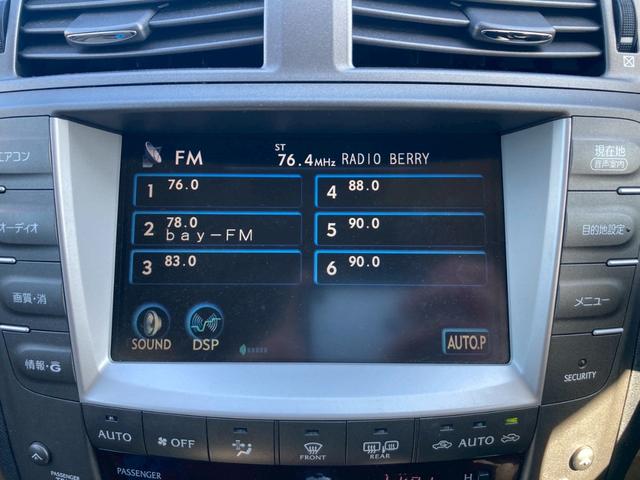 FM ST 76.4MHz RADIO BERRY
1 76.0
2 78.0
bay-FM
3 83.0
4 88.0
5 90.0
6 90.0
SOUND
DSP
AUTO.P
エアコン
オーディオ
画質・消
情報・G
現在地
音声案内
目的地設定
メニュー
SECURITY
AUTO
OFF
FRONT
REAR
AUTO
PASSENGER
PASSENGER